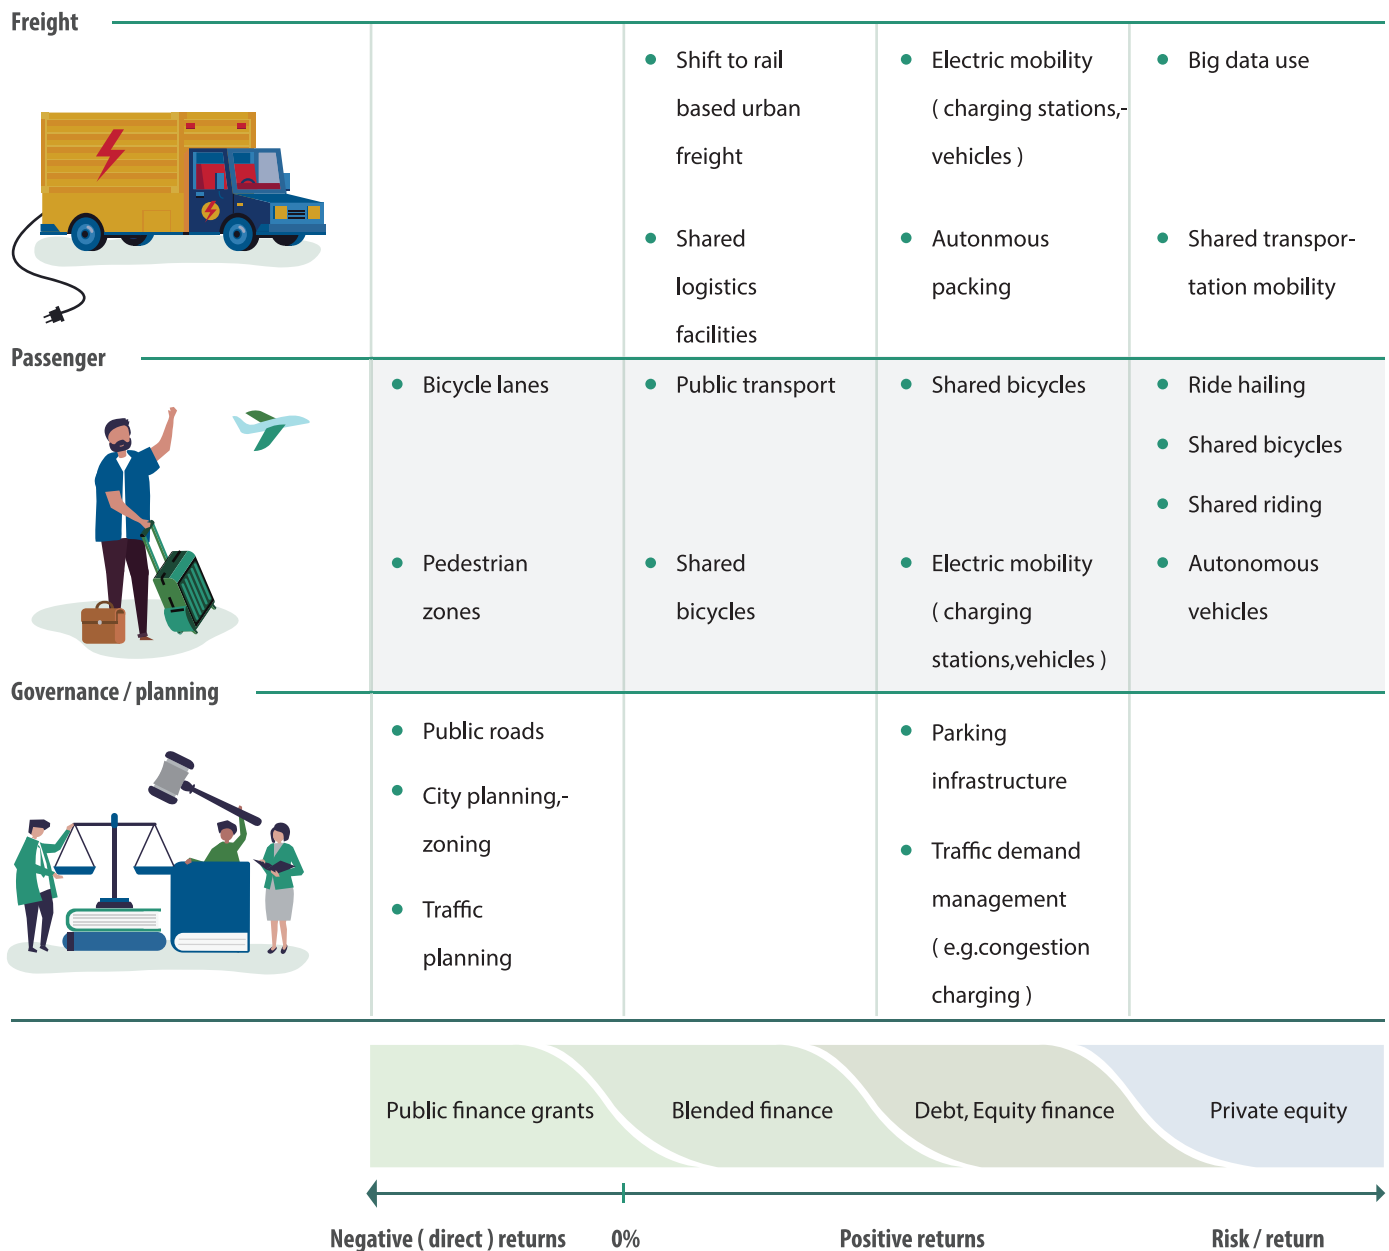 Freight
Shift to rail
based urban
freight
Shared
logistics
facilities
Electric mobility
( charging stations,-
vehicles )
Autonmous
packing
Big data use
Shared transpor-
tation mobility
Passenger
Bicycle lanes
Pedestrian
zones
Public transport
Shared
bicycles
Shared bicycles
Electric mobility
( charging
stations,vehicles )
Ride hailing
Shared bicycles
Shared riding
Autonomous
vehicles
Governance / planning
Public roads
City planning,-
zoning
Traffic
planning
Parking
infrastructure
Traffic demand
management
( e.g.congestion
charging )
Public finance grants
Blended finance
Debt, Equity finance
Private equity
Negative ( direct ) returns
0%
Positive returns
Risk / return